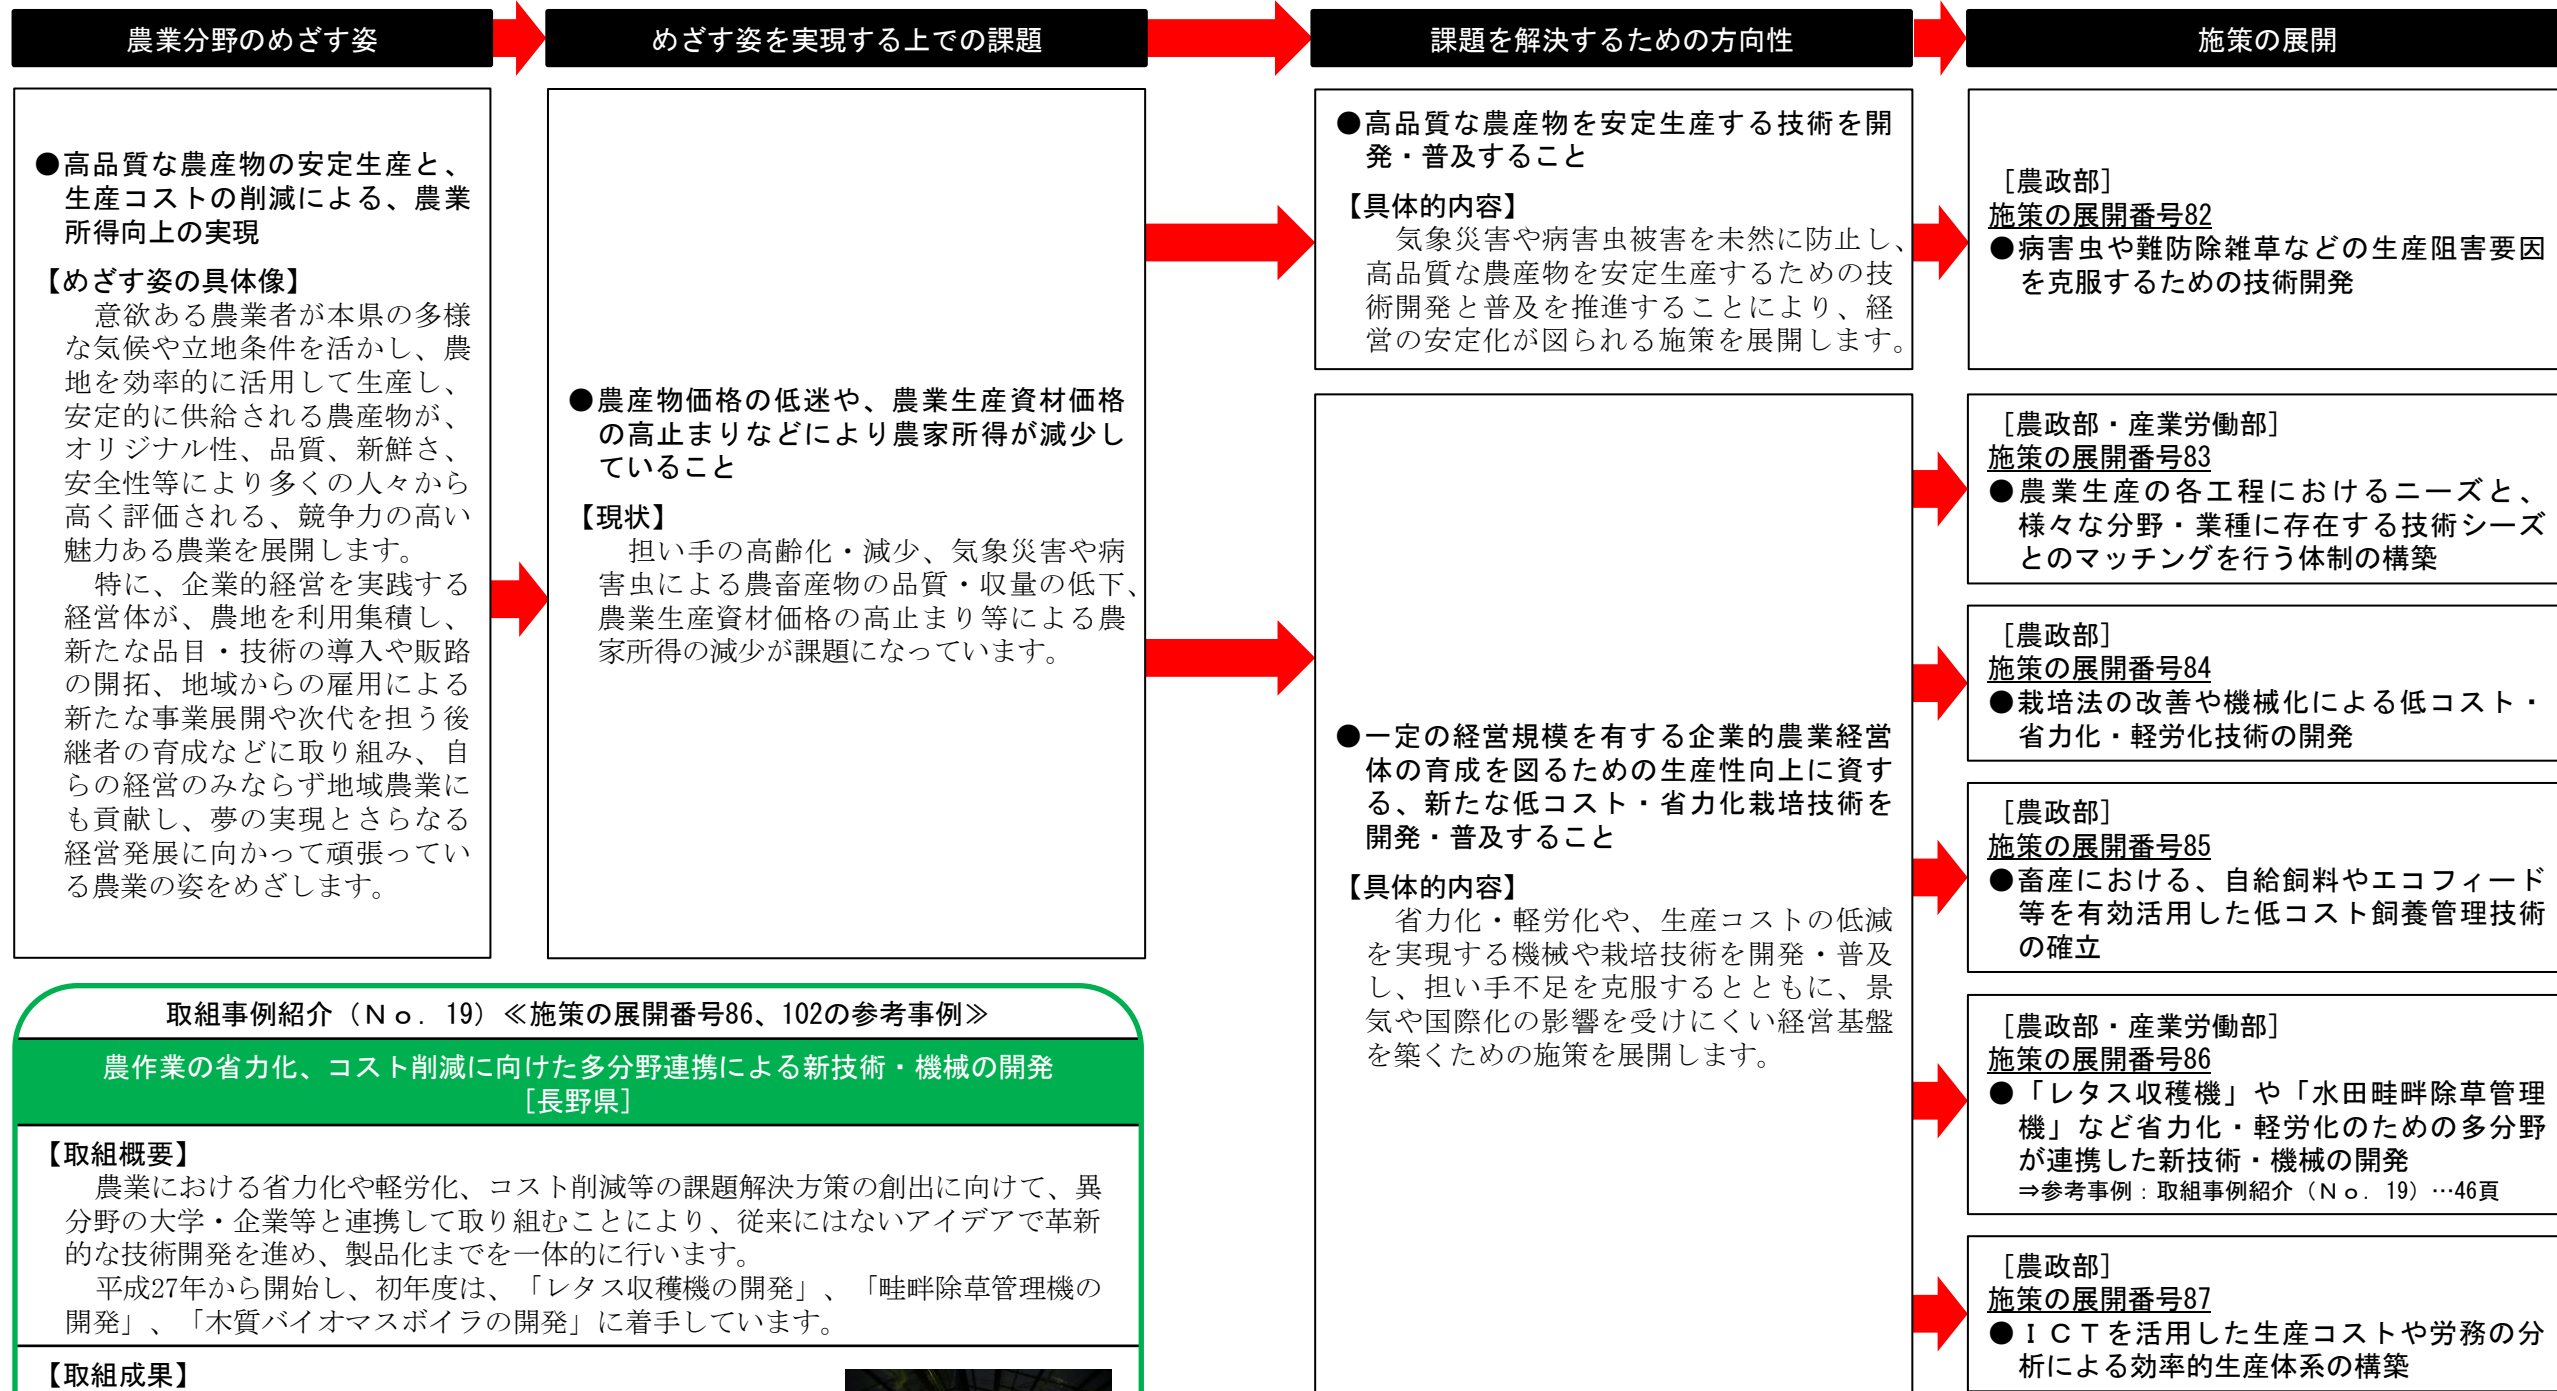 農業分野のめざす姿
めざす姿を実現する上での課題
課題を解決するための方向性
施策の展開
●高品質な農産物の安定生産と、
生産コストの削減による、農業
所得向上の実現
【めざす姿の具体像】
意欲ある農業者が本県の多様
な気候や立地条件を活かし、農
地を効率的に活用して生産し、
安定的に供給される農産物が、
オリジナル性、品質、新鮮さ、
安全性等により多くの人々から
高く評価される、競争力の高い
魅力ある農業を展開します。
特に、企業的経営を実践する
経営体が、農地を利用集積し、
新たな品目・技術の導入や販路
の開拓、地域からの雇用による
新たな事業展開や次代を担う後
継者の育成などに取り組み、自
らの経営のみならず地域農業に
も貢献し、夢の実現とさらなる
経営発展に向かって頑張ってい
る農業の姿をめざします。
●農産物価格の低迷や、農業生産資材価格
の高止まりなどにより農家所得が減少し
ていること
【現状】
担い手の高齢化・減少、気象災害や病
害虫による農畜産物の品質・収量の低下、
農業生産資材価格の高止まり等による農
家所得の減少が課題になっています。
●高品質な農産物を安定生産する技術を開
発・普及すること
【具体的内容】
気象災害や病害虫被害を未然に防止し、
高品質な農産物を安定生産するための技
術開発と普及を推進することにより、経
営の安定化が図られる施策を展開します。
●一定の経営規模を有する企業的農業経営
体の育成を図るための生産性向上に資す
る、新たな低コスト・省力化栽培技術を
開発・普及すること
【具体的内容】
省力化・軽労化や、生産コストの低減
を実現する機械や栽培技術を開発・普及
し、担い手不足を克服するとともに、景
気や国際化の影響を受けにくい経営基盤
を築くための施策を展開します。
［農政部］
施策の展開番号82
●病害虫や難防除雑草などの生産阻害要因
を克服するための技術開発
［農政部・産業労働部］
施策の展開番号83
●農業生産の各工程におけるニーズと、
様々な分野・業種に存在する技術シーズ
とのマッチングを行う体制の構築
［農政部］
施策の展開番号84
●栽培法の改善や機械化による低コスト・
省力化・軽労化技術の開発
［農政部］
施策の展開番号85
●畜産における、自給飼料やエコフィード
等を有効活用した低コスト飼養管理技術
の確立
［農政部・産業労働部］
施策の展開番号86
●「レタス収穫機」や「水田畦畔除草管理
機」など省力化・軽労化のための多分野
が連携した新技術・機械の開発
⇒参考事例：取組事例紹介（Ｎｏ．19）…46頁
［農政部］
施策の展開番号87
●ＩＣＴを活用した生産コストや労務の分
析による効率的生産体系の構築
取組事例紹介（Ｎｏ．19）≪施策の展開番号86、102の参考事例≫
農作業の省力化、コスト削減に向けた多分野連携による新技術・機械の開発
［長野県］
【取組概要】
農業における省力化や軽労化、コスト削減等の課題解決方策の創出に向けて、異
分野の大学・企業等と連携して取り組むことにより、従来にはないアイデアで革新
的な技術開発を進め、製品化までを一体的に行います。
平成27年から開始し、初年度は、「レタス収穫機の開発」、「畦畔除草管理機の
開発」、「木質バイオマスボイラの開発」に着手しています。
【取組成果】